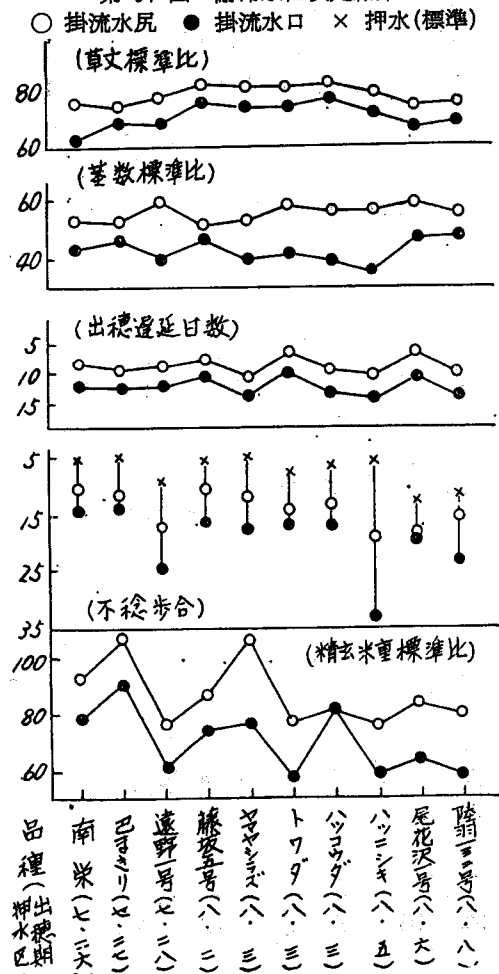 ○ 掛流水尻 ● 掛流水口 × 押水(標準)
(草丈標準比)
80
60
(茎数標準比)
60
40
(出穂遅延日数)
5
10
15
5
15
25
35
(不稔歩合)
(精玄米重標準比)
100
80
60
品種(出穂期押水区)
南栄(七・二六)
巴まさり(七・二七)
遠野一号(七・二八)
藤坂五号(八・二)
ヤマヤシラズ(八・三)
トワダ(八・三)
ハツコウダ(八・三)
ハツニシキ(八・五)
尾花沢一号(八・六)
陸羽一三二号(八・八)